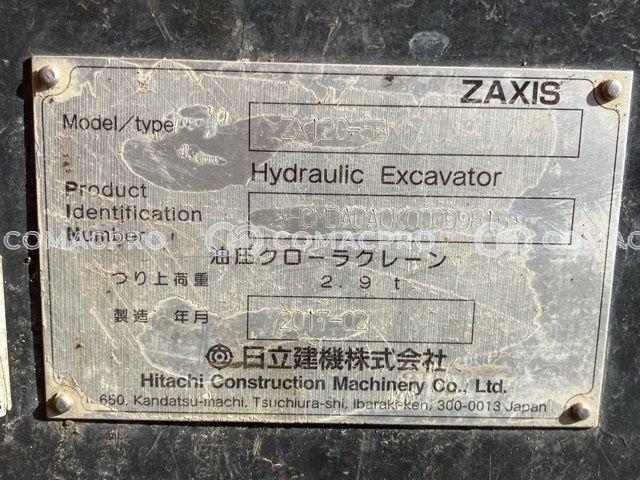 ZAXIS
Model/type
ZX120-5B
Hydraulic Excavator
Product
Identification
Number
油圧クローラクレーン
つり上荷重 2.9 t
製造 年月 2017-02
日立建機株式会社
Hitachi Construction Machinery Co., Ltd.
650, Kandatsu-machi, Tsuchiura-shi, Ibaraki-ken, 300-0013 Japan
COMACPRO COMACPRO COMACPRO